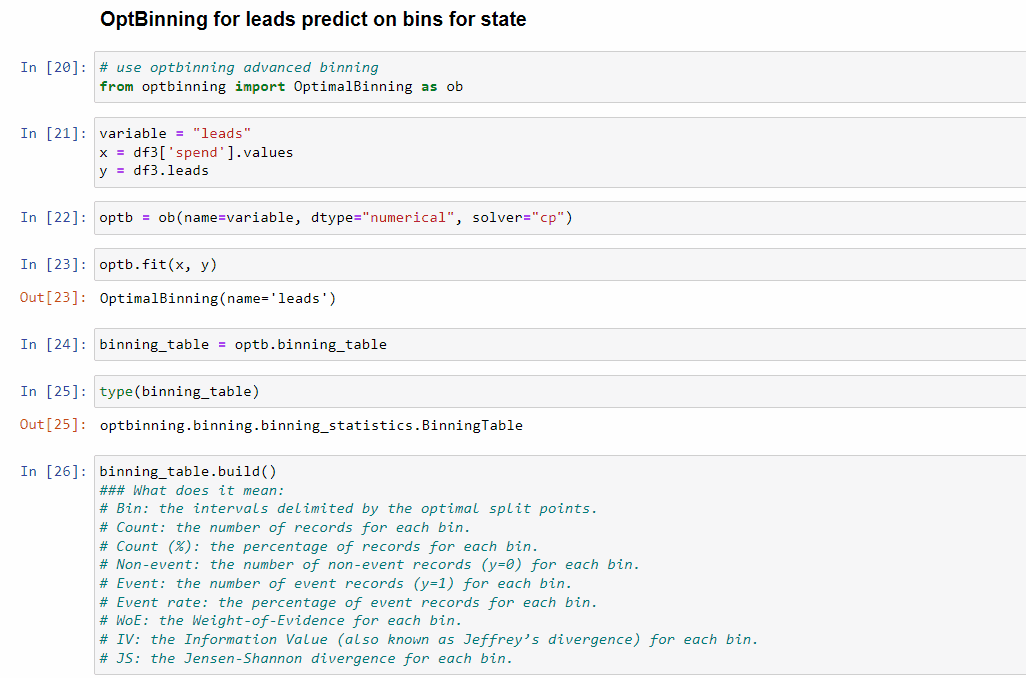 OptBinning for leads predict on bins for state
In [20]: # use optbinning advanced binning
from optbinning import OptimalBinning as ob
In [21]: variable = "leads"
x = df3['spend'].values
y = df3.leads
In [22]: optb = ob(name=variable, dtype="numerical", solver="cp")
In [23]: optb.fit(x, y)
Out[23]: OptimalBinning(name='leads')
In [24]: binning_table = optb.binning_table
In [25]: type(binning_table)
Out[25]: optbinning.binning.binning_statistics.BinningTable
In [26]: binning_table.build()
### What does it mean:
# Bin: the intervals delimited by the optimal split points.
# Count: the number of records for each bin.
# Count (%): the percentage of records for each bin.
# Non-event: the number of non-event records (y=0) for each bin.
# Event: the number of event records (y=1) for each bin.
# Event rate: the percentage of event records for each bin.
# WoE: the Weight-of-Evidence for each bin.
# IV: the Information Value (also known as Jeffrey’s divergence) for each bin.
# JS: the Jensen-Shannon divergence for each bin.